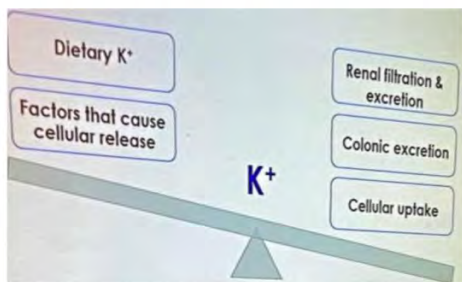 Dietary K⁺
Factors that cause
cellular release
K⁺
Renal filtration &
excretion
Colonic excretion
Cellular uptake